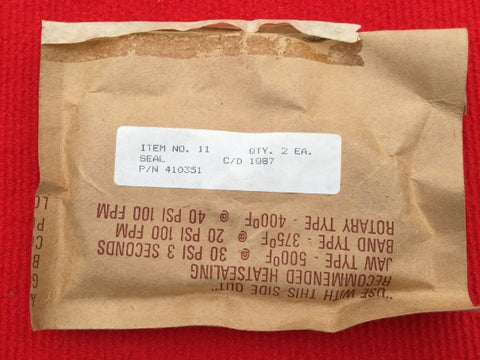 ITEM NO. 11 QTY. 2 EA.
SEAL C/D 1Q87
P/N 410351
"USE WITH THIS SIDE OUT"
RECOMMENDED HEATSEALING
JAW TYPE - 500°F @ 30 PSI 3 SECONDS
BAND TYPE - 375°F @ 20 PSI 100 FPM
ROTARY TYPE - 400°F @ 40 PSI 100 FPM